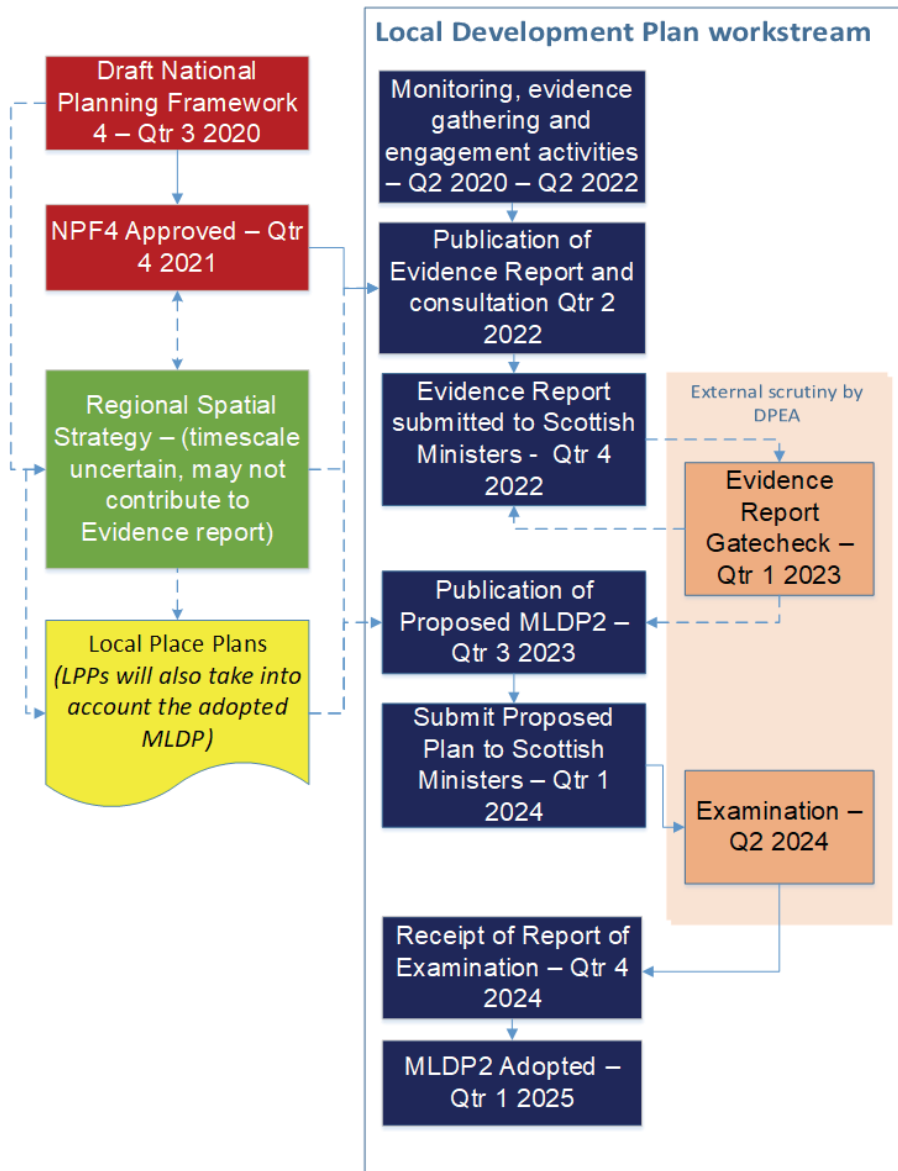 Local Development Plan workstream
Draft National
Planning Framework
4 – Qtr 3 2020
NPF4 Approved – Qtr
4 2021
Regional Spatial
Strategy – (timescale
uncertain, may not
contribute to
Evidence report)
Local Place Plans
(LPPs will also take into
account the adopted
MLDP)
Monitoring, evidence
gathering and
engagement activities
– Q2 2020 – Q2 2022
Publication of
Evidence Report and
consultation Qtr 2
2022
Evidence Report
submitted to Scottish
Ministers - Qtr 4
2022
External scrutiny by
DPEA
Evidence
Report
Gatecheck –
Qtr 1 2023
Publication of
Proposed MLDP2 –
Qtr 3 2023
Submit Proposed
Plan to Scottish
Ministers – Qtr 1
2024
Examination –
Q2 2024
Receipt of Report of
Examination – Qtr 4
2024
MLDP2 Adopted –
Qtr 1 2025